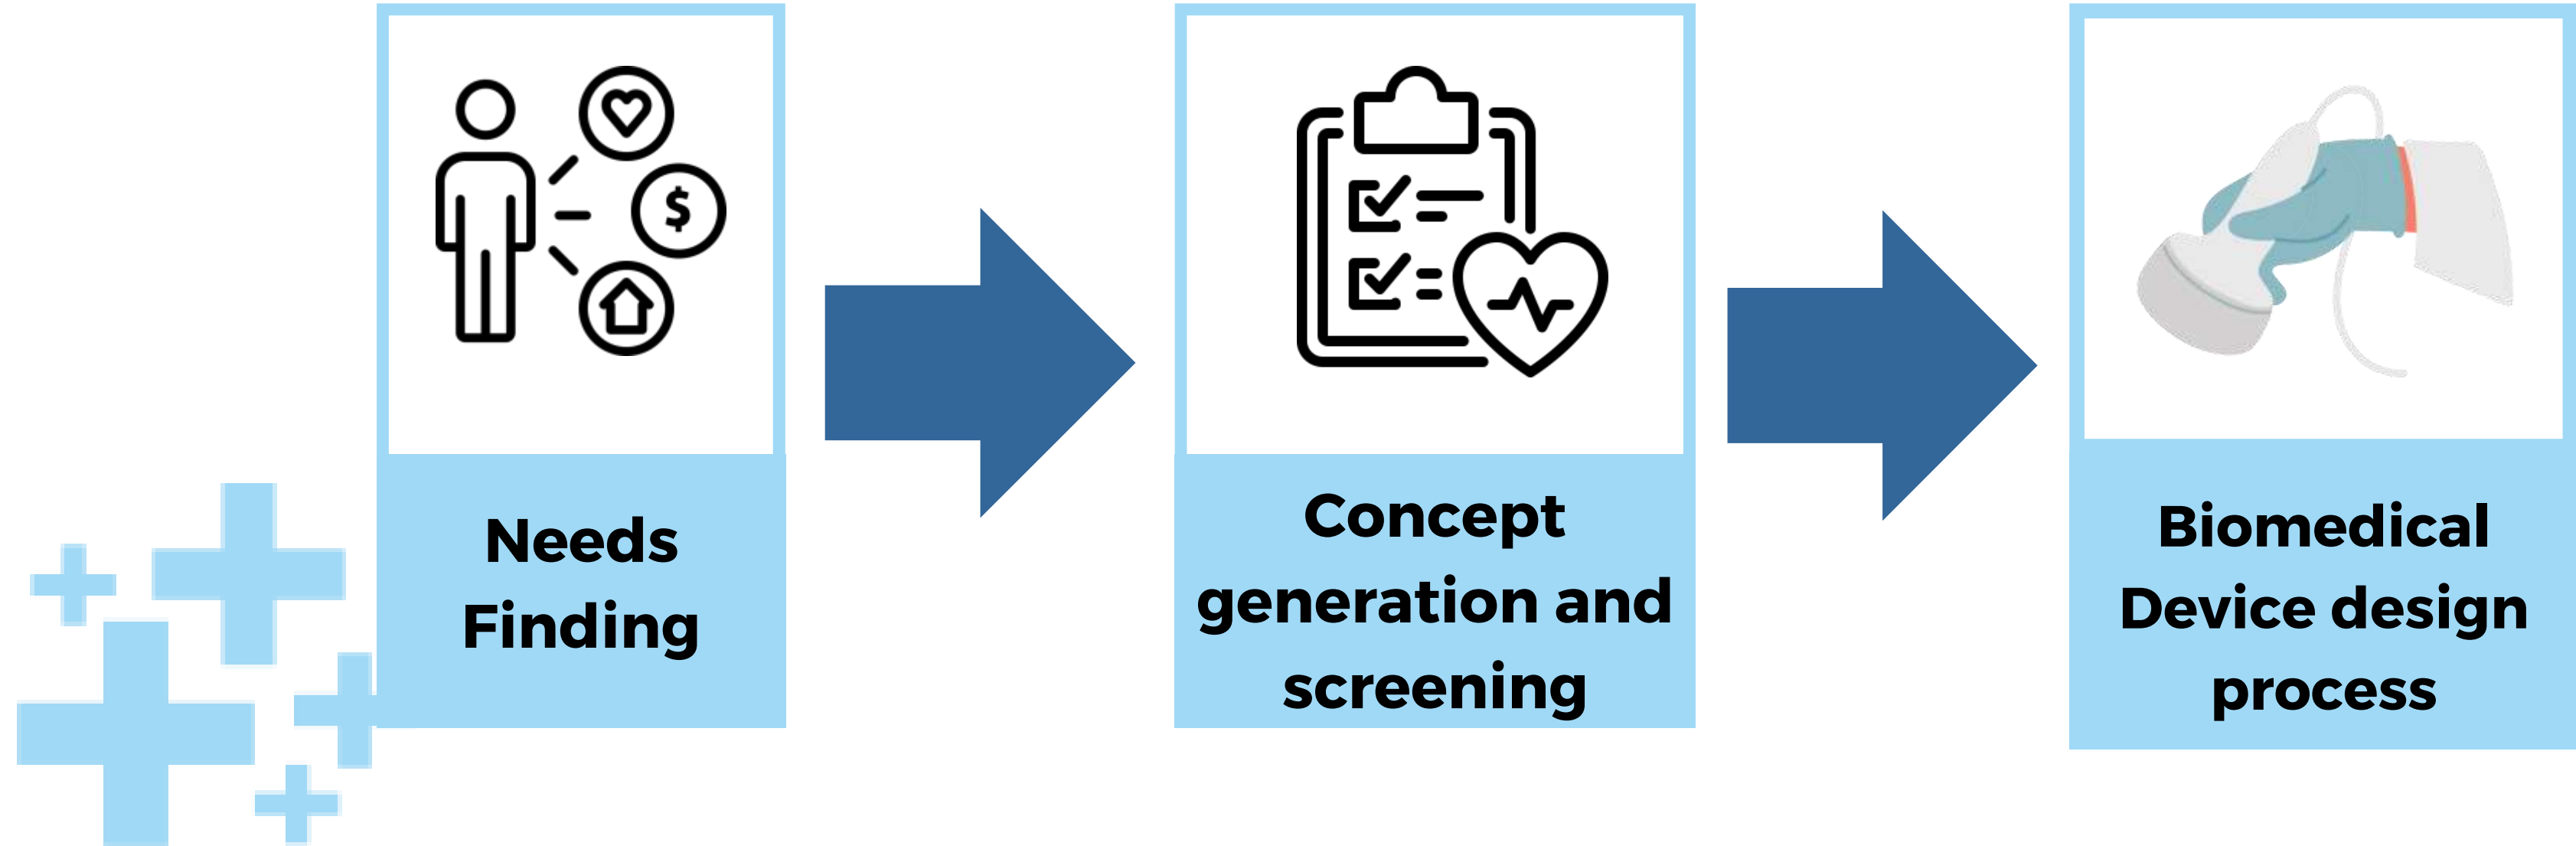 Needs
Finding
Concept
generation and
screening
Biomedical
Device design
process
$